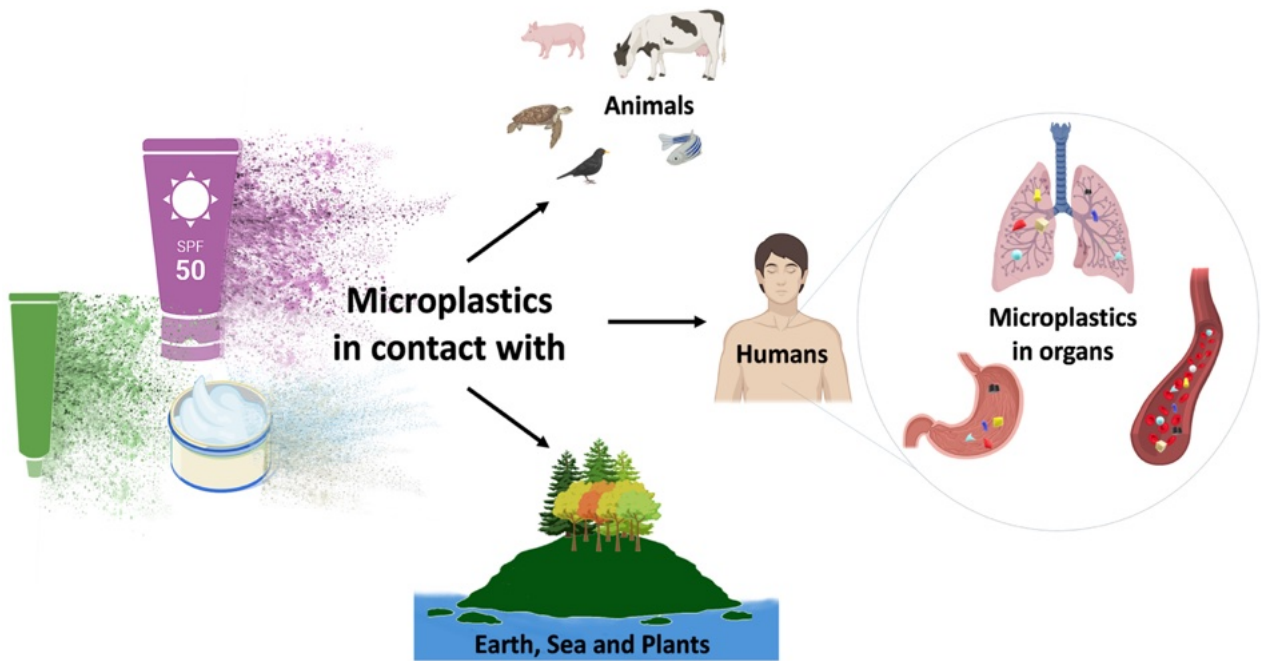 Animals
SPF
50
Microplastics
in contact with
Humans
Microplastics
in organs
Earth, Sea and Plants